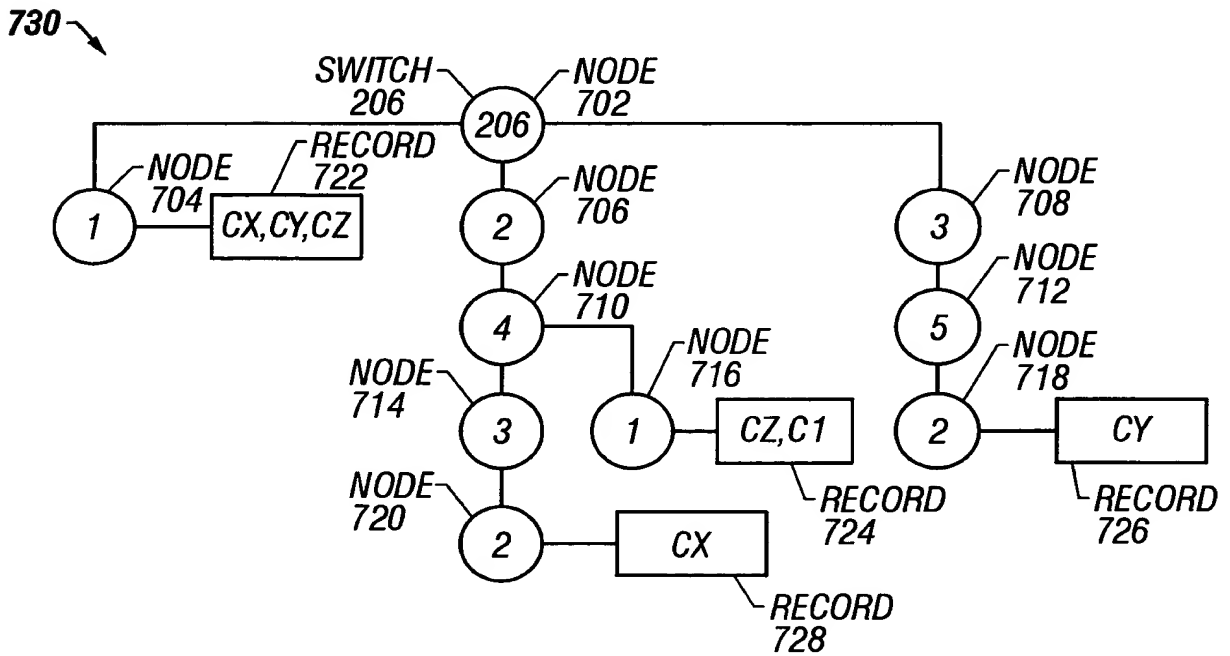 730
SWITCH
206
NODE
702
206
NODE
704
RECORD
722
NODE
706
NODE
708
1
CX,CY,CZ
2
3
NODE
710
NODE
712
4
5
NODE
714
NODE
716
NODE
718
3
1
CZ,C1
2
CY
NODE
720
RECORD
724
RECORD
726
2
CX
RECORD
728